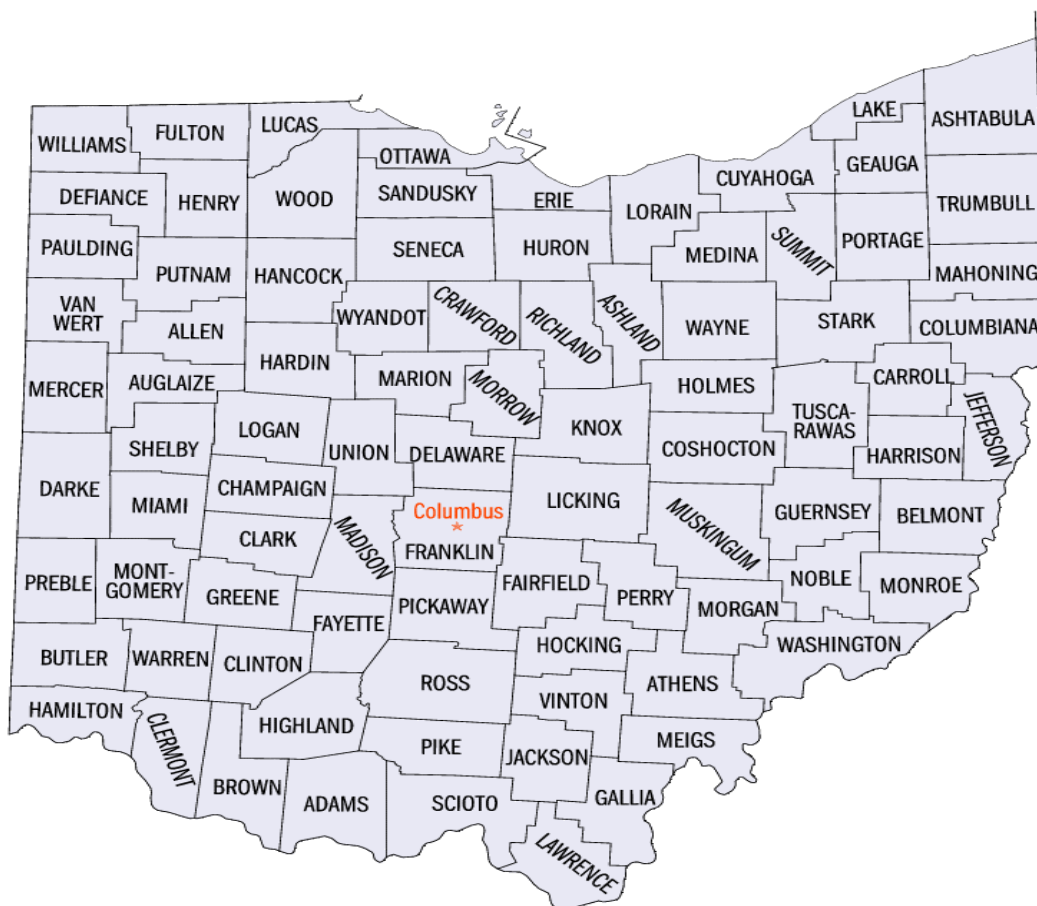 LAKE
ASHTABULA
LUCAS
FULTON
WILLIAMS
OTTAWA
GEAUGA
CUYAHOGA
DEFIANCE
HENRY
WOOD
SANDUSKY
ERIE
LORAIN
TRUMBULL
PAULDING
SENECA
HURON
MEDINA
SUMMIT
PORTAGE
PUTNAM
HANCOCK
MAHONING
VAN
WERT
ALLEN
WYANDOT
CRAWFORD
RICHLAND
ASHLAND
WAYNE
STARK
COLUMBIANA
HARDIN
MERCER
AUGLAIZE
MARION
MORROW
HOLMES
CARROLL
JEFFERSON
LOGAN
KNOX
TUSCA-
RAWAS
SHELBY
UNION
DELAWARE
COSHOCTON
HARRISON
DARKE
CHAMPAIGN
MIAMI
LICKING
Columbus
*
MUSKINGUM
GUERNSEY
BELMONT
CLARK
MADISON
FRANKLIN
PREBLE
MONT-
GOMERY
GREENE
FAIRFIELD
PERRY
NOBLE
MONROE
PICKAWAY
MORGAN
FAYETTE
HOCKING
WASHINGTON
BUTLER
WARREN
CLINTON
ROSS
ATHENS
VINTON
HAMILTON
CLERMONT
HIGHLAND
PIKE
JACKSON
MEIGS
BROWN
ADAMS
SCIOTO
GALLIA
LAWRENCE